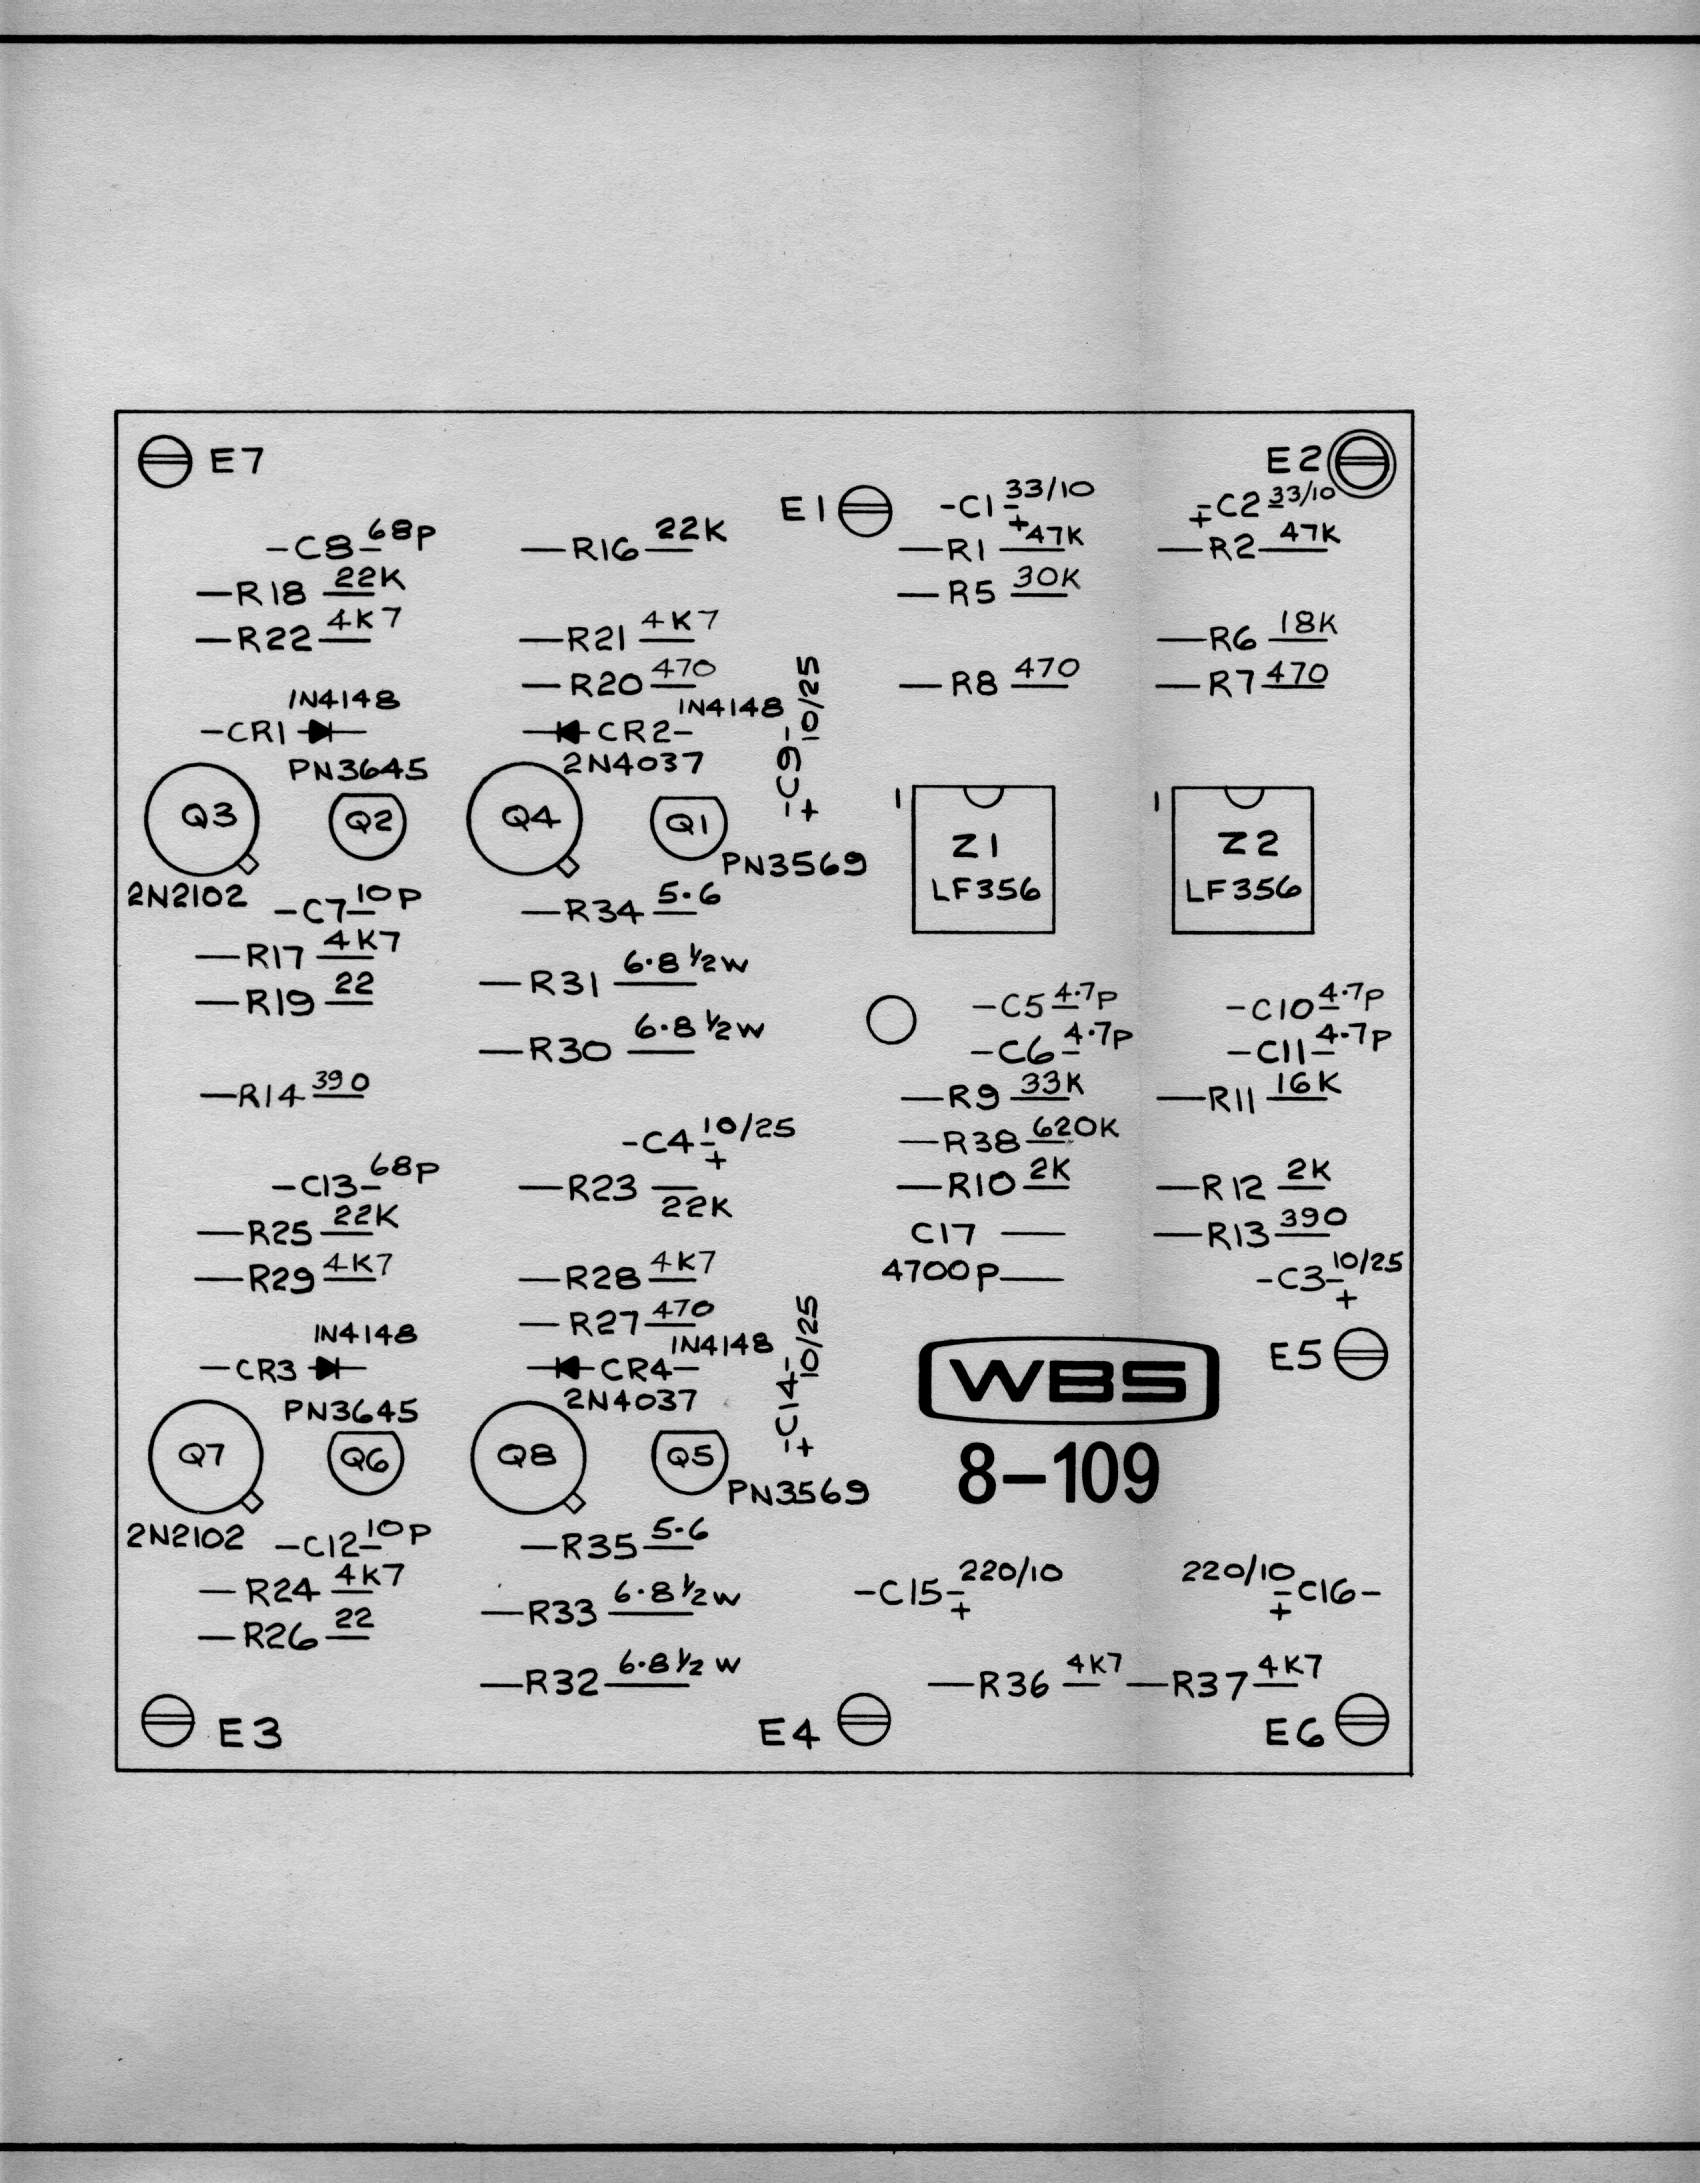 E7
E2
E1
-C1- 33/10
+
-C2- 33/10
+
-C8- 68p
R16 22K
R1 47K
R2 47K
R18 22K
R5 30K
R22 4K7
R21 4K7
R6 18K
R20 470
R8 470
R7 470
1N4148
1N4148
-CR1
CR2-
-C9- 10/25
+
PN3645
2N4037
Q3
Q2
Q4
Q1
1
Z1
LF356
1
Z2
LF356
PN3569
2N2102
-C7- 10p
R34 5.6
R17 4K7
R31 6.8 1/2W
R19 22
-C5- 4.7p
-C10- 4.7p
R30 6.8 1/2W
-C6- 4.7p
-C11- 4.7p
R14 390
R9 33K
R11 16K
-C4- 10/25
+
R38 620K
-C13- 68p
R23 22K
R10 2K
R12 2K
R25 22K
C17
4700p
R13 390
R29 4K7
R28 4K7
-C3- 10/25
+
R27 470
1N4148
1N4148
-CR3
CR4-
-C14- 10/25
+
E5
WBS
PN3645
2N4037
Q7
Q6
Q8
Q5
8-109
PN3569
2N2102
-C12- 10p
R35 5.6
R24 4K7
R33 6.8 1/2W
-C15- 220/10
+
220/10 -C16-
+
R26 22
R32 6.8 1/2W
R36 4K7
R37 4K7
E3
E4
E6